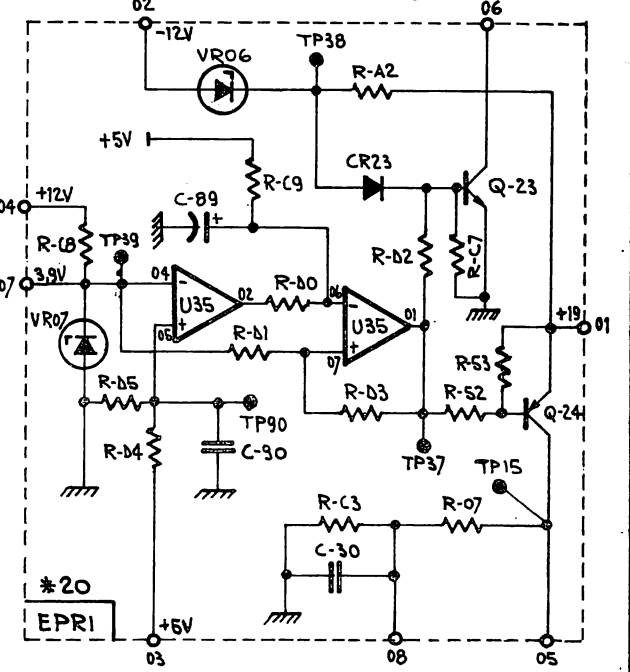 02
06
-12V
TP38
VR06
R-A2
+5V
CR23
R-C9
Q-23
C-89
+
04
+12V
R-C8
TP39
R-D2
R-C7
07
3,9V
04
-
02
R-D0
06
-
U35
U35
01
+19
01
VR07
+
05
R-D1
+
07
R-53
R-D5
R-D3
R-52
Q-24
TP90
R-D4
C-90
TP37
TP15
R-C3
R-07
C-30
*20
EPR1
+5V
03
08
05